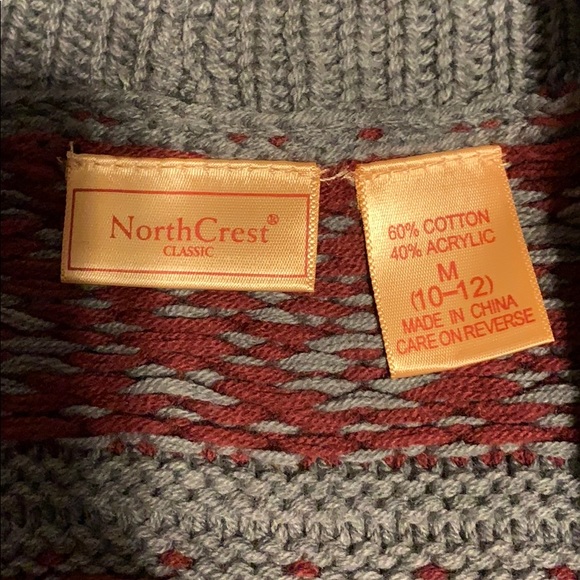 NorthCrest®
CLASSIC
60% COTTON
40% ACRYLIC
M
(10–12)
MADE IN CHINA
CARE ON REVERSE